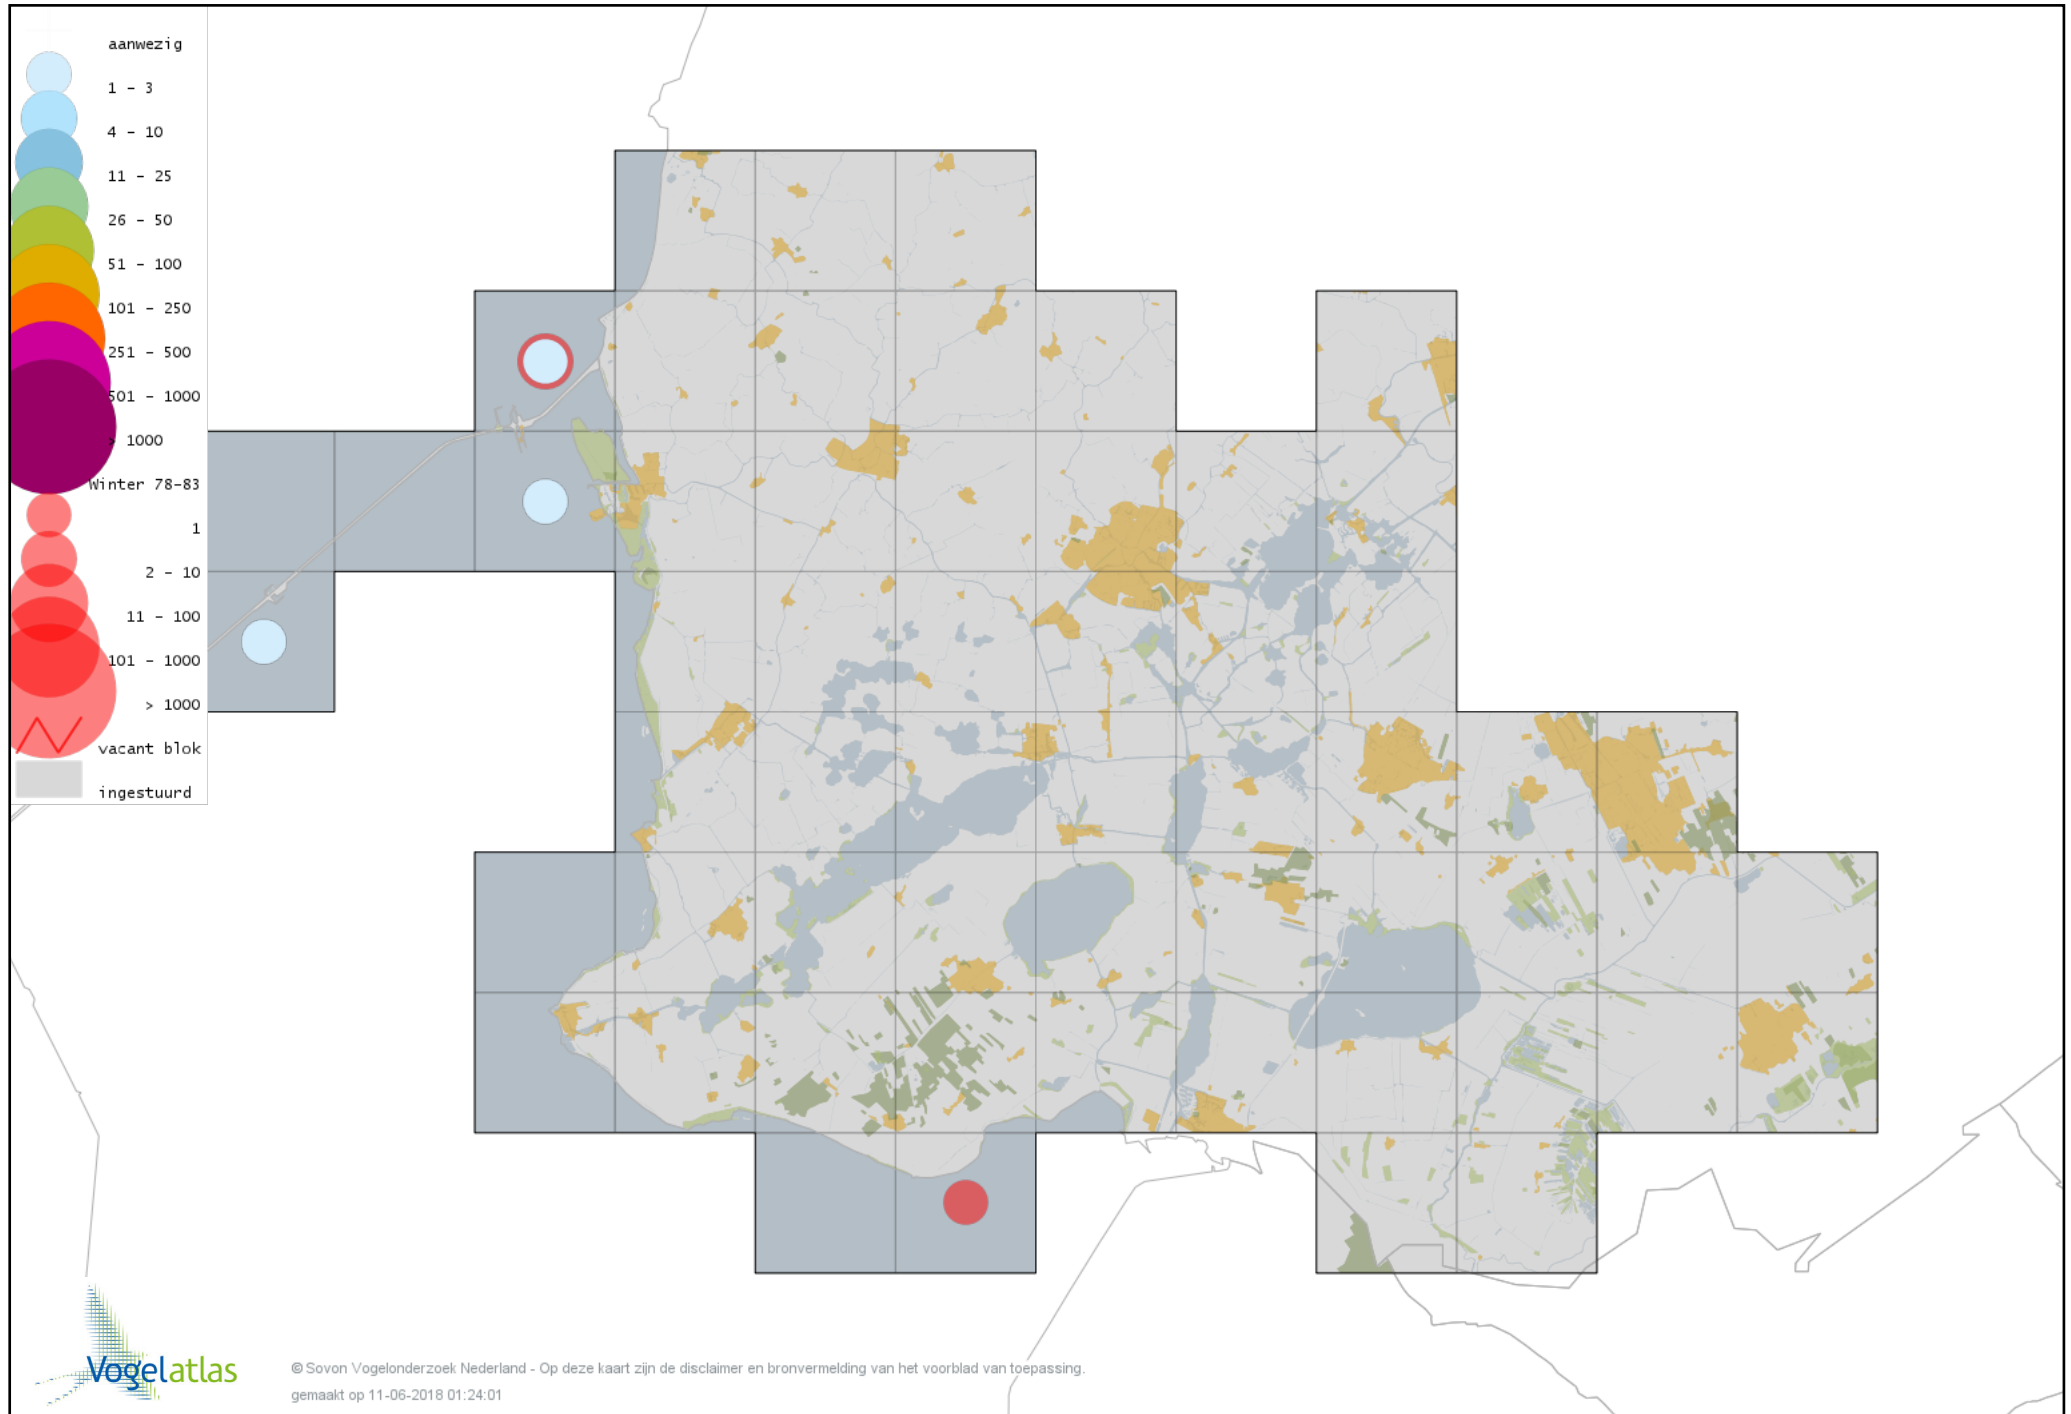 aanwezig
1 – 3
4 – 10
11 – 25
26 – 50
51 – 100
101 – 250
251 – 500
501 – 1000
> 1000
Winter 78-83
1
2 – 10
11 – 100
101 – 1000
> 1000
vacant blok
ingestuurd
Vogelatlas
© Sovon Vogelonderzoek Nederland - Op deze kaart zijn de disclaimer en bronvermelding van het voorblad van toepassing.
gemaakt op 11-06-2018 01:24:01